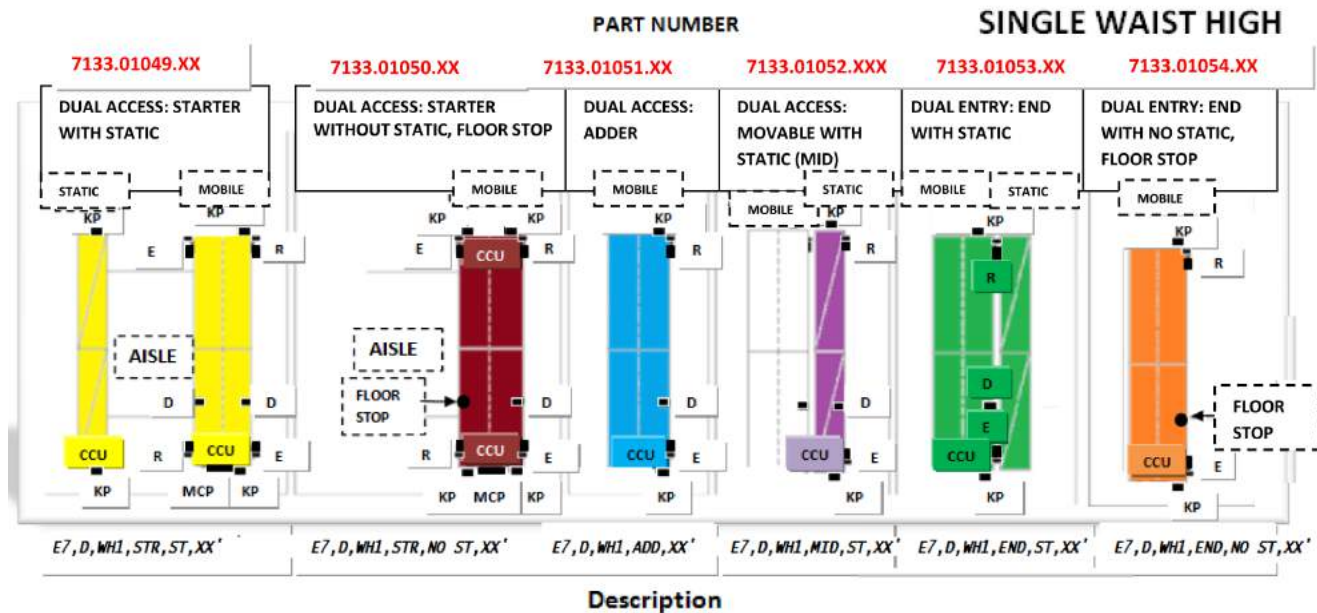 PART NUMBER
SINGLE WAIST HIGH
7133.01049.XX
7133.01050.XX
7133.01051.XX
7133.01052.XXX
7133.01053.XX
7133.01054.XX
DUAL ACCESS: STARTER
WITH STATIC
DUAL ACCESS: STARTER
WITHOUT STATIC, FLOOR STOP
DUAL ACCESS:
ADDER
DUAL ACCESS:
MOVABLE WITH
STATIC (MID)
DUAL ENTRY: END
WITH STATIC
DUAL ENTRY: END
WITH NO STATIC,
FLOOR STOP
STATIC
MOBILE
MOBILE
MOBILE
MOBILE
STATIC
MOBILE
STATIC
MOBILE
KP
KP
KP
KP
KP
KP
KP
KP
E
R
E
CCU
R
R
R
R
R
AISLE
AISLE
FLOOR
STOP
D
D
D
D
D
D
E
FLOOR
STOP
CCU
R
CCU
E
R
CCU
E
CCU
E
CCU
E
CCU
CCU
E
KP
MCP
KP
KP
MCP
KP
KP
KP
KP
KP
E7,D,WH1,STR,ST,XX'
E7,D,WH1,STR,NO ST,XX'
E7,D,WH1,ADD,XX'
E7,D,WH1,MID,ST,XX'
E7,D,WH1,END,ST,XX'
E7,D,WH1,END,NO ST,XX'
Description